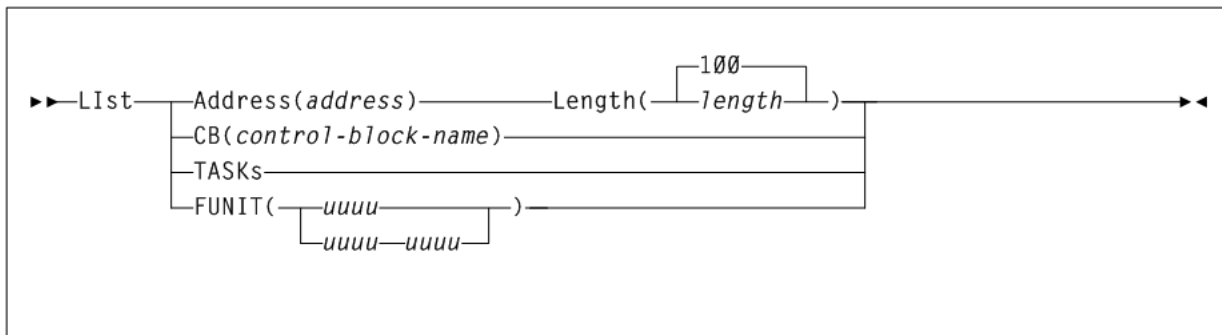 100
►►─LIst─Address(address)─Length(─length─)─►◄
CB(control-block-name)
TASKs
FUNIT(─uuuu─)
uuuu─uuuu